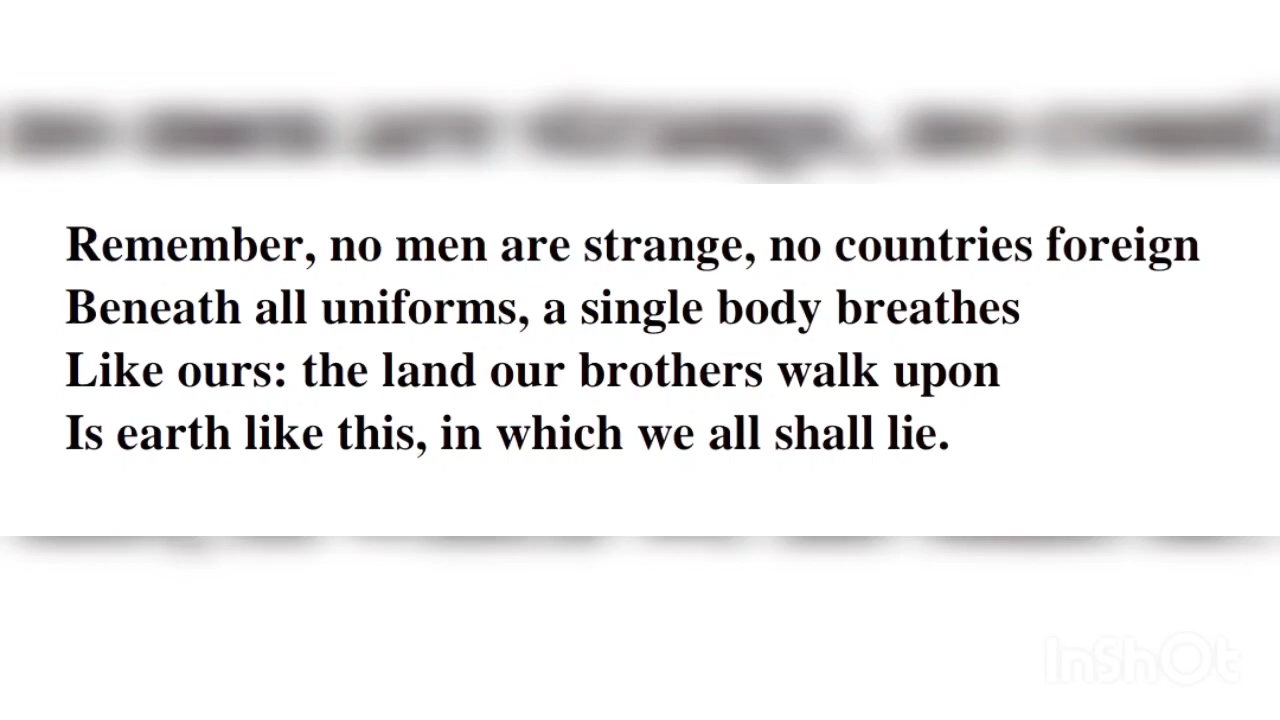 Remember, no men are strange, no countries foreign
Beneath all uniforms, a single body breathes
Like ours: the land our brothers walk upon
Is earth like this, in which we all shall lie.
InShOt